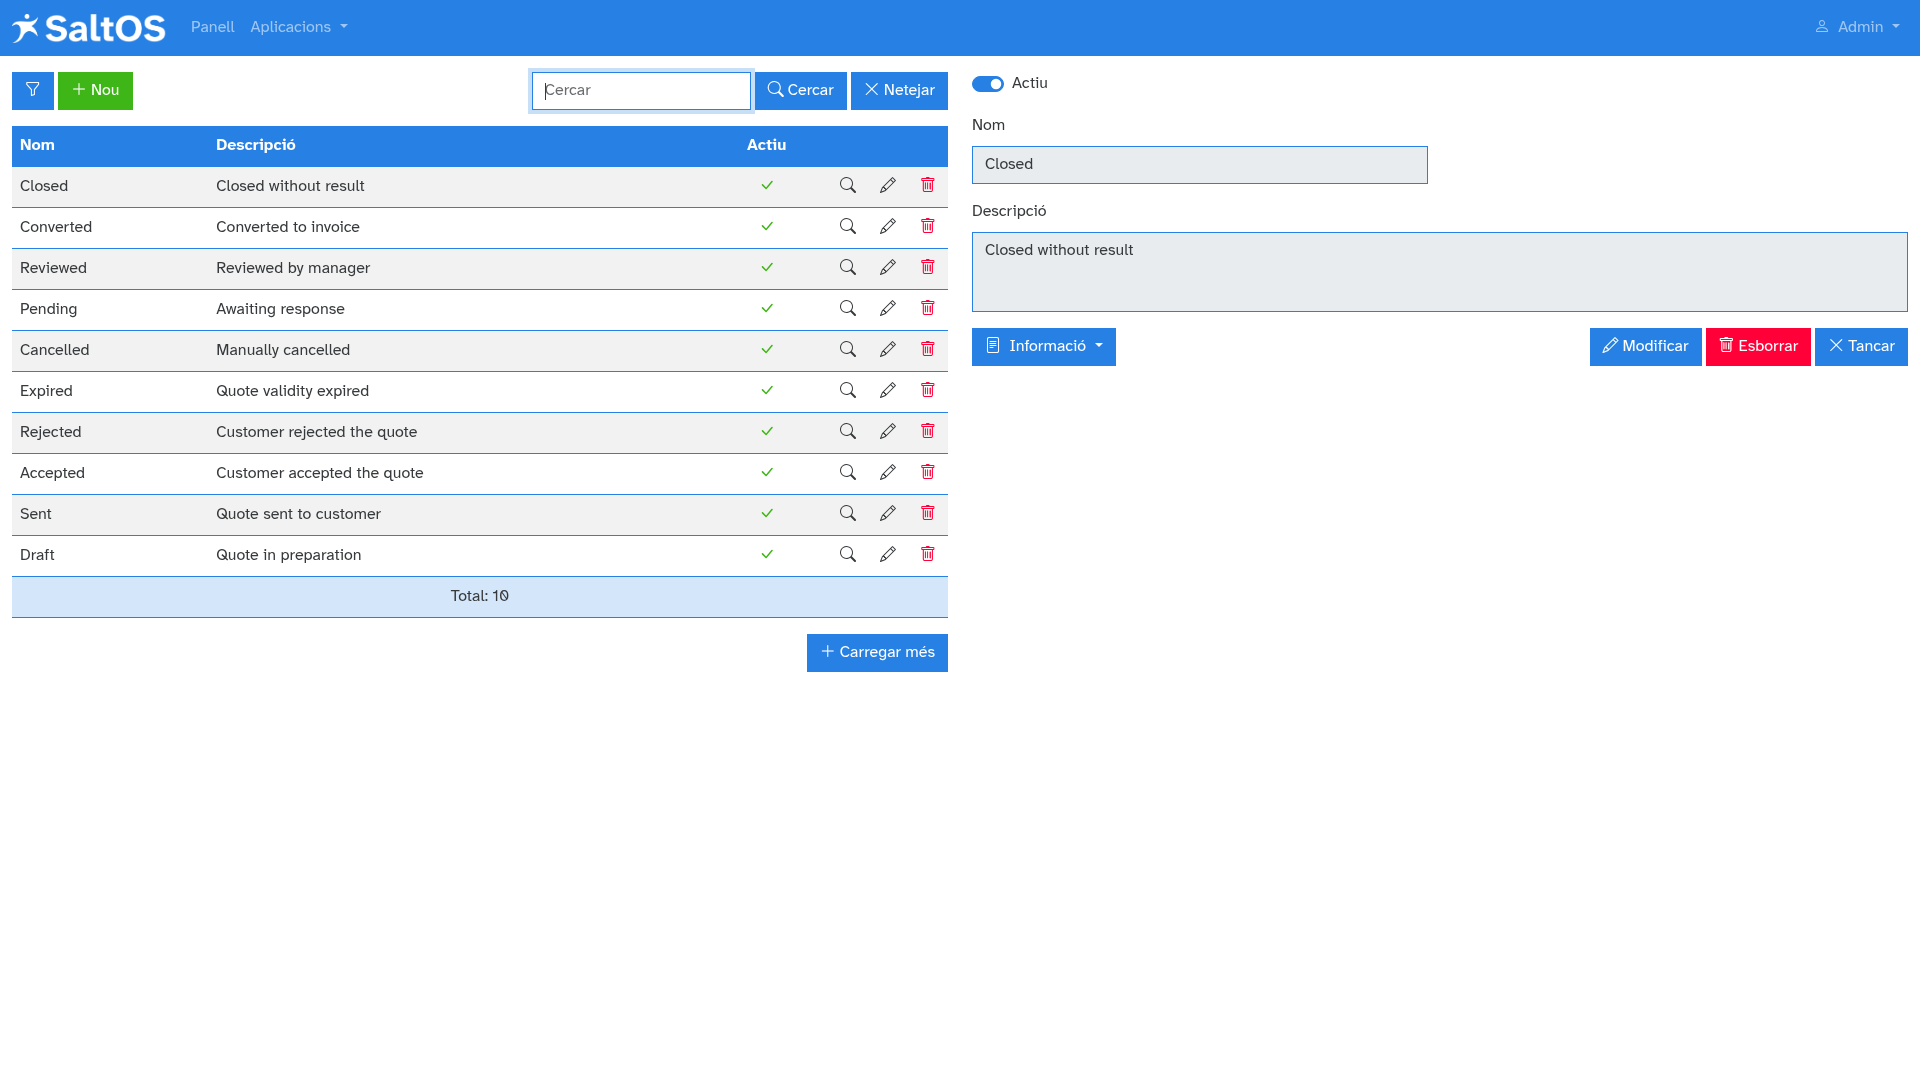 SaltOS
Panell Aplicacions
Admin
Nou
Cercar
Cercar
Netejar
Nom Descripció Actiu
Closed Closed without result
Converted Converted to invoice
Reviewed Reviewed by manager
Pending Awaiting response
Cancelled Manually cancelled
Expired Quote validity expired
Rejected Customer rejected the quote
Accepted Customer accepted the quote
Sent Quote sent to customer
Draft Quote in preparation
Total: 10
Carregar més
Actiu
Nom
Closed
Descripció
Closed without result
Informació
Modificar
Esborrar
Tancar